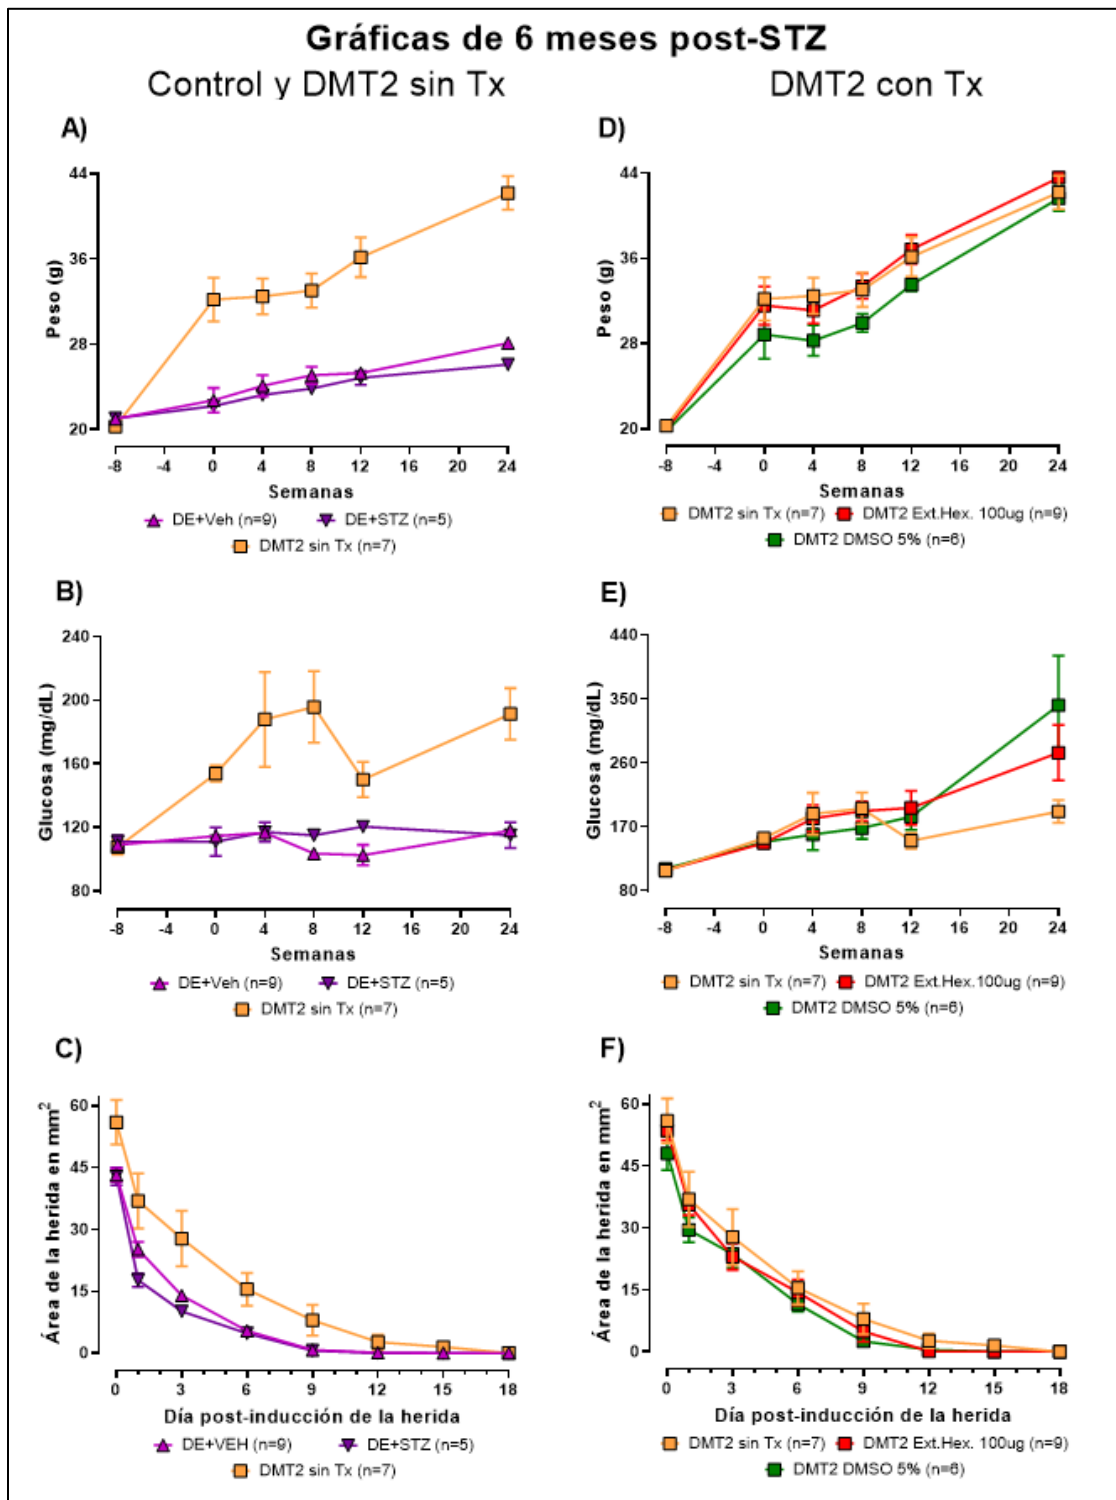 Gráficas de 6 meses post-STZ
Control y DMT2 sin Tx
DMT2 con Tx
A)
44
36
28
20
Peso (g)
-8 -4 0 4 8 12 16 20 24
Semanas
DE+Veh (n=9) DE+STZ (n=5)
DMT2 sin Tx (n=7)
D)
44
36
28
20
Peso (g)
-8 -4 0 4 8 12 16 20 24
Semanas
DMT2 sin Tx (n=7) DMT2 Ext.Hex. 100ug (n=9)
DMT2 DMSO 5% (n=6)
B)
240
200
160
120
80
Glucosa (mg/dL)
-8 -4 0 4 8 12 16 20 24
Semanas
DE+Veh (n=9) DE+STZ (n=5)
DMT2 sin Tx (n=7)
E)
440
350
260
170
80
Glucosa (mg/dL)
-8 -4 0 4 8 12 16 20 24
Semanas
DMT2 sin Tx (n=7) DMT2 Ext.Hex.100ug (n=9)
DMT2 DMSO 5% (n=6)
C)
60
45
30
15
0
Área de la herida en mm²
0 3 6 9 12 15 18
Día post-inducción de la herida
DE+VEH (n=9) DE+STZ (n=5)
DMT2 sin Tx (n=7)
F)
60
45
30
15
0
Área de la herida en mm²
0 3 6 9 12 15 18
Día post-inducción de la herida
DMT2 sin Tx (n=7) DMT2 Ext.Hex. 100ug (n=9)
DMT2 DMSO 5% (n=6)